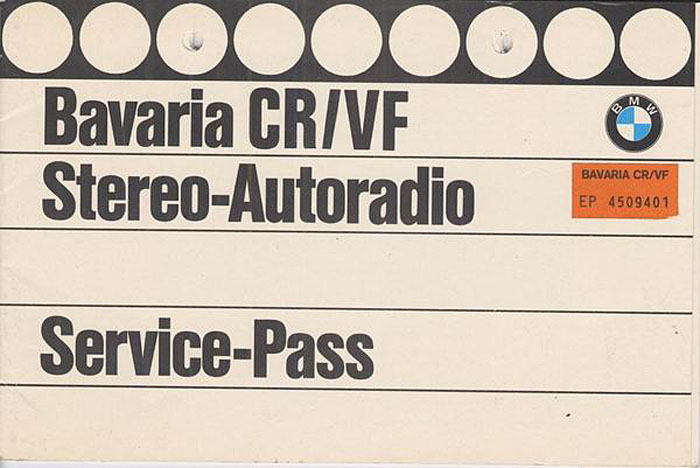 Bavaria CR/VF
BMW
Stereo-Autoradio
BAVARIA CR/VF
EP 4509401
Service-Pass